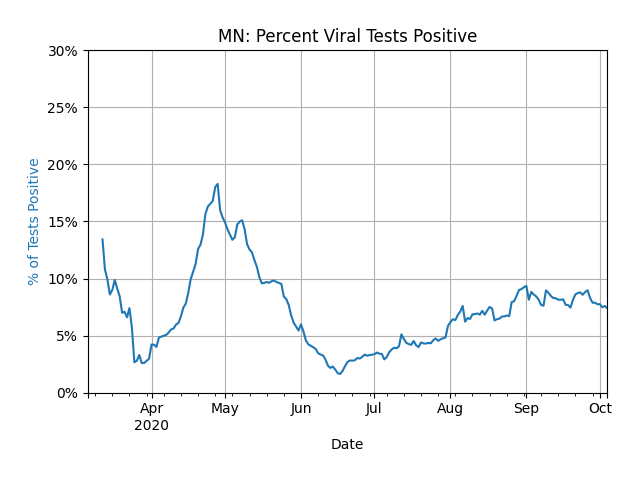 MN: Percent Viral Tests Positive
30%
25%
20%
15%
10%
5%
0%
% of Tests Positive
Apr May Jun Jul Aug Sep Oct
2020
Date